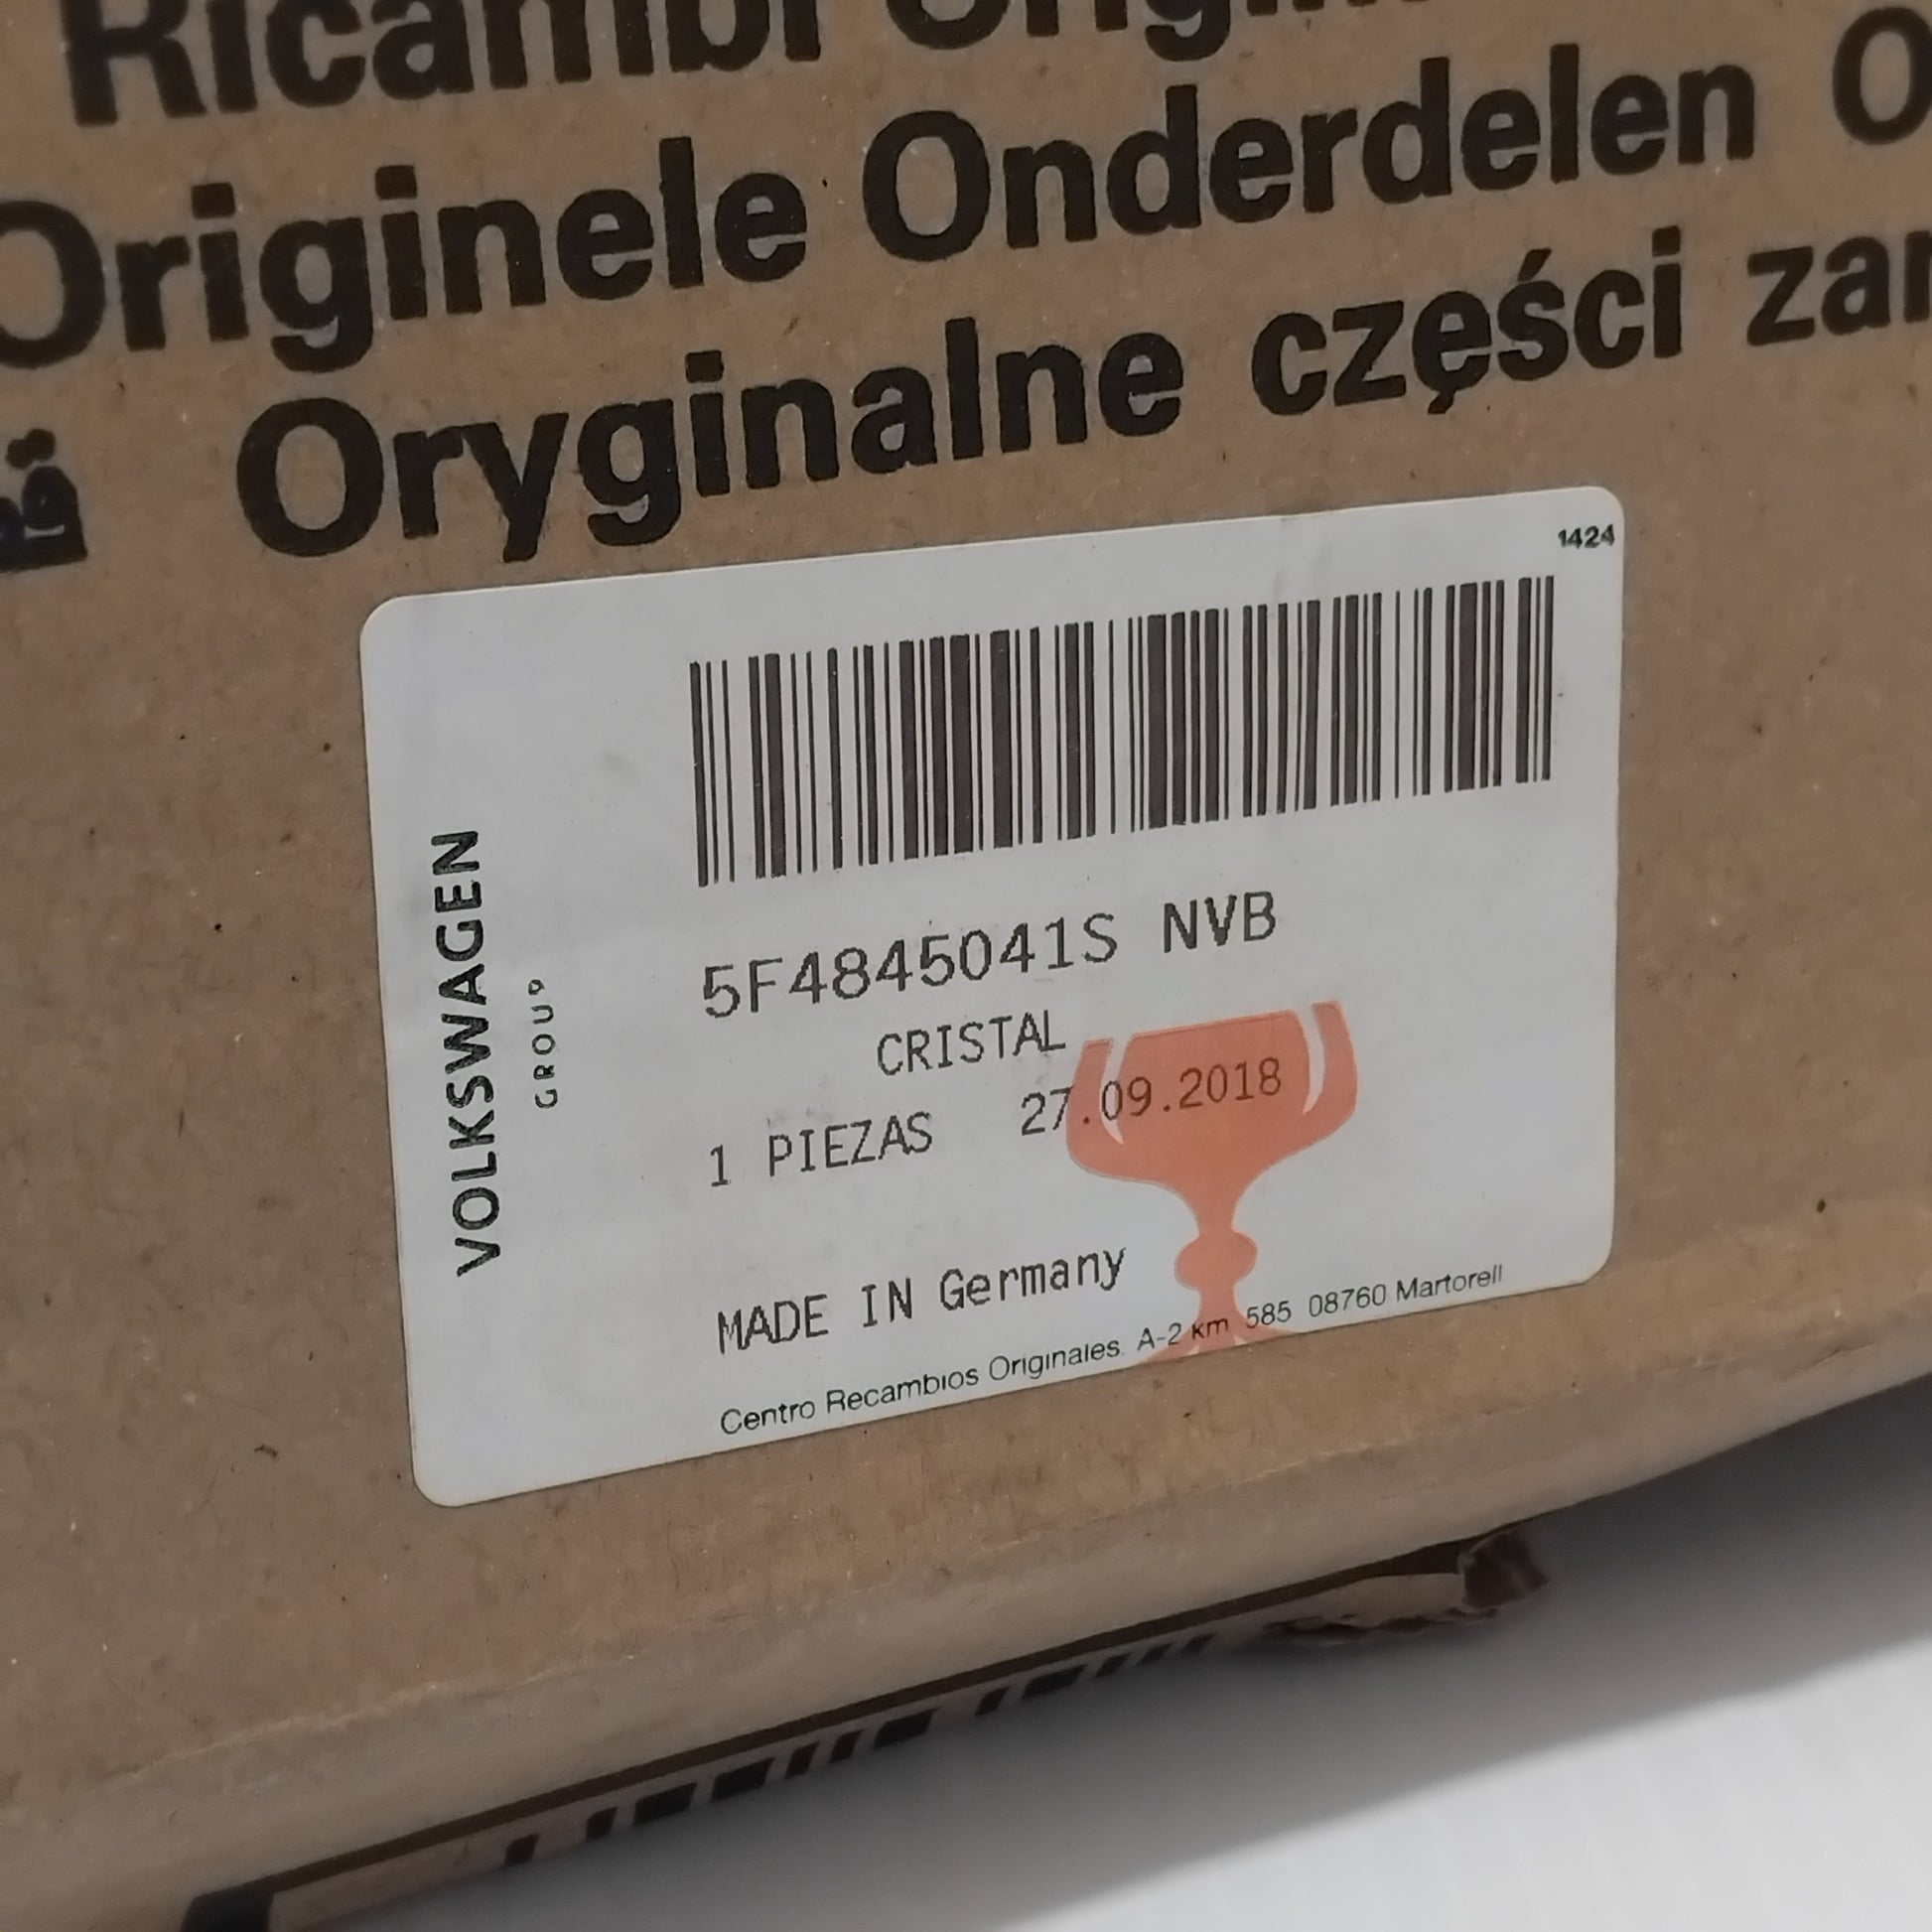 Ricambi
Originele Onderdelen
Oryginalne części
1424
VOLKSWAGEN
GROUP
5F4845041S NVB
CRISTAL
1 PIEZAS 27.09.2018
MADE IN Germany
Centro Recambios Originales. A-2 km 585 08760 Martorell